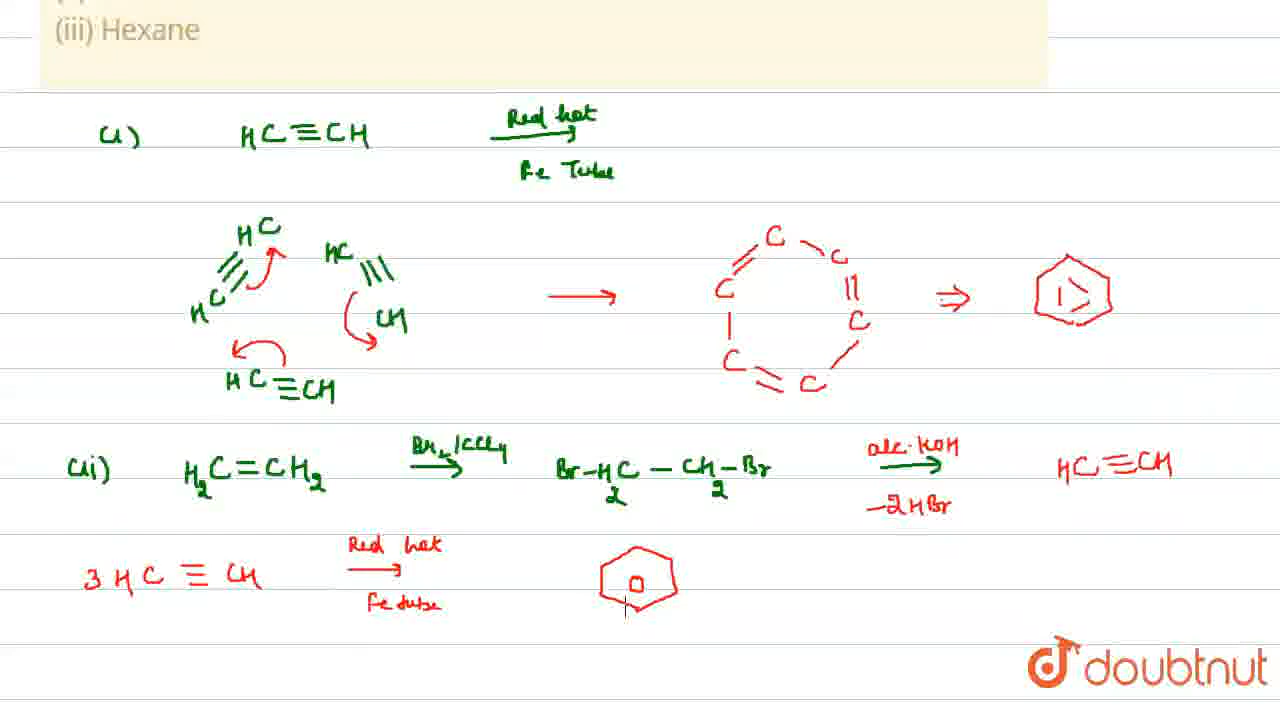 (iii) Hexane
(i) HC≡CH Red hot
Fe Tube
HC HC C C
HC CH C C
HC≡CH C C
(ii) H2C=CH2 Br2/CCl4 Br-H2C-CH2-Br alc.KOH HC≡CH
-2HBr
3HC≡CH Red hot
Fe tube
doubtnut